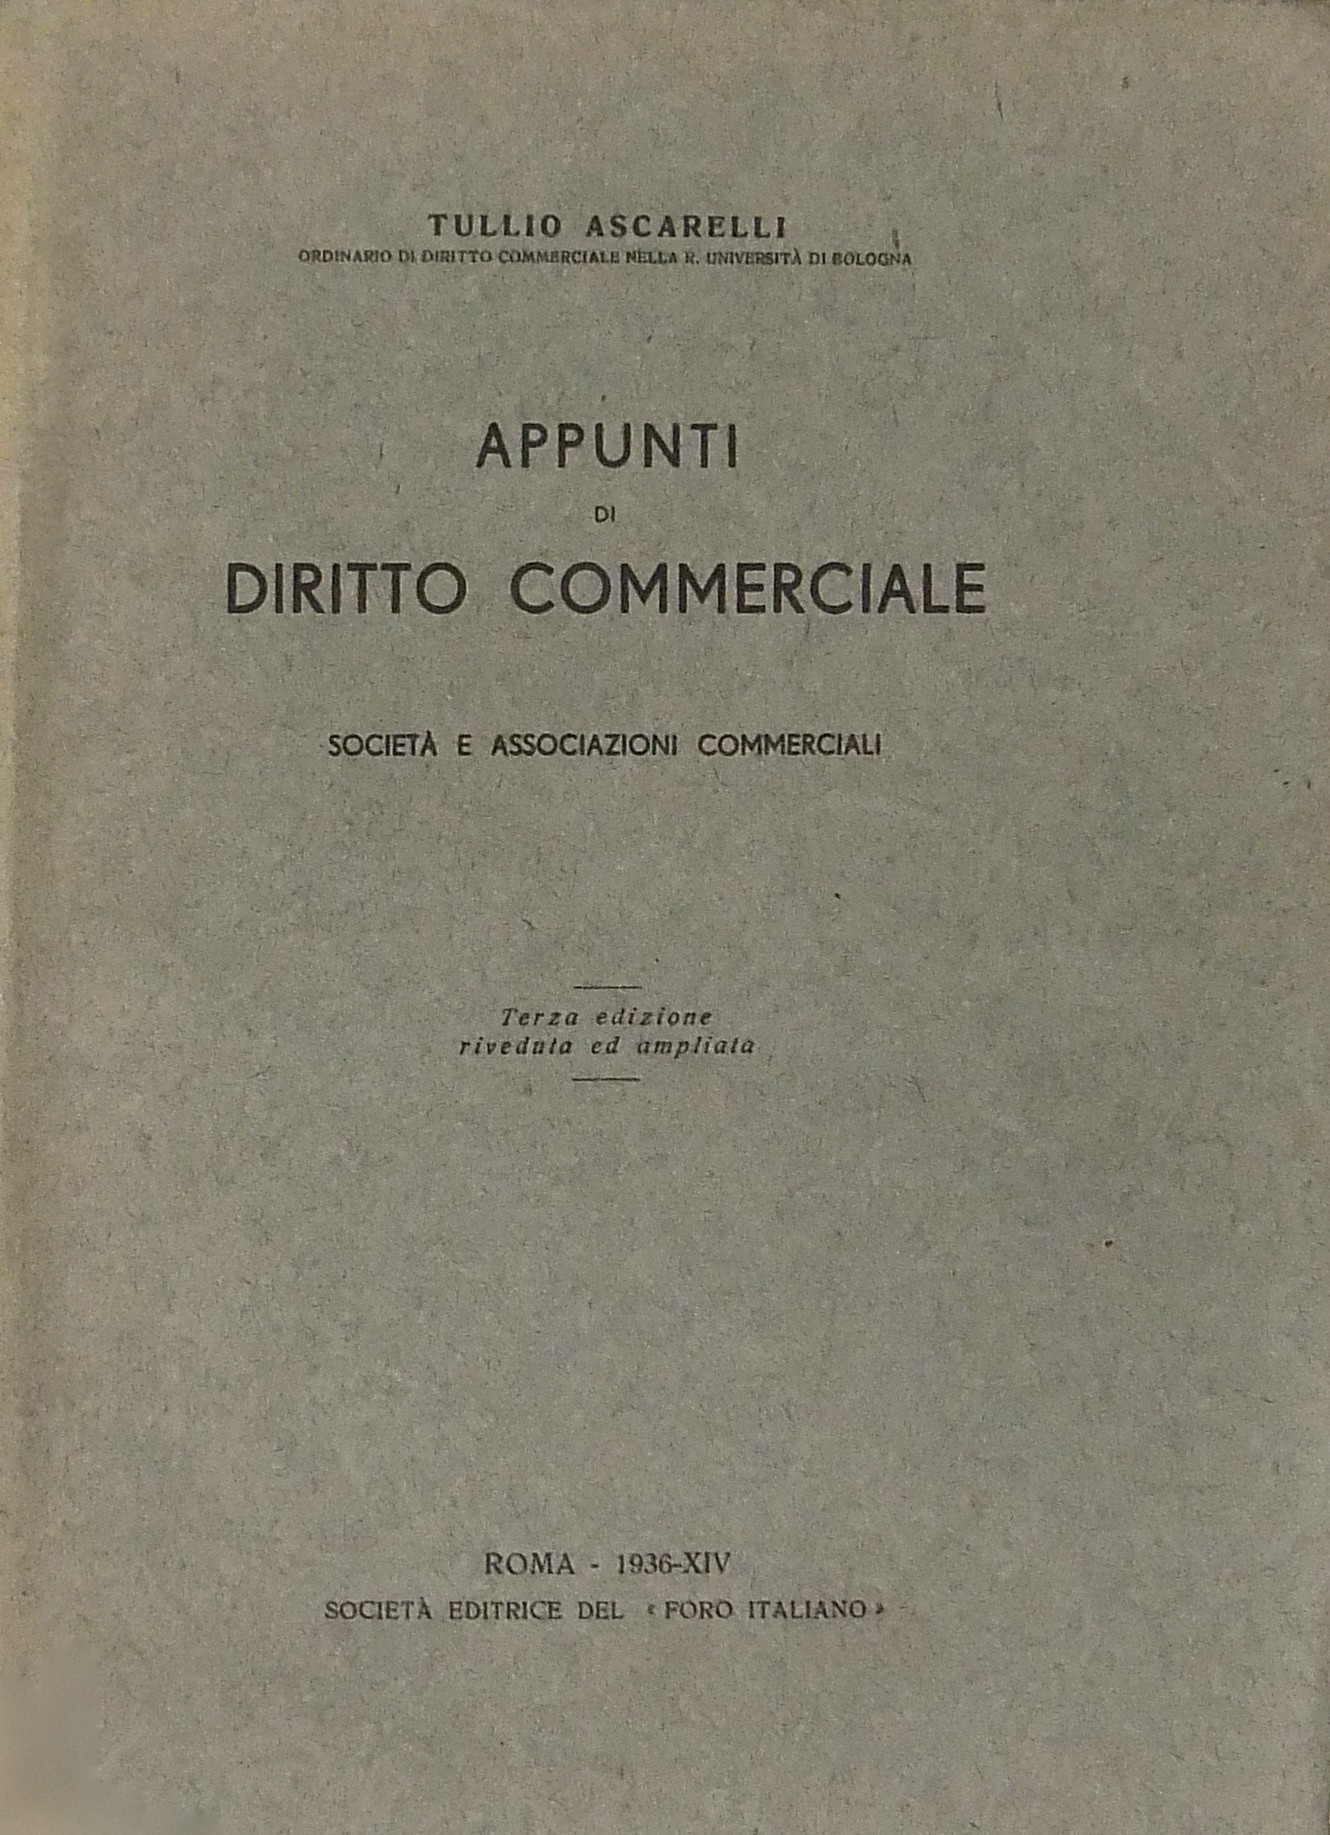 TULLIO ASCARELLI
ORDINARIO DI DIRITTO COMMERCIALE NELLA R. UNIVERSITÀ DI BOLOGNA
APPUNTI
DI
DIRITTO COMMERCIALE
SOCIETÀ E ASSOCIAZIONI COMMERCIALI
Terza edizione
riveduta ed ampliata
ROMA - 1936-XIV
SOCIETÀ EDITRICE DEL « FORO ITALIANO »